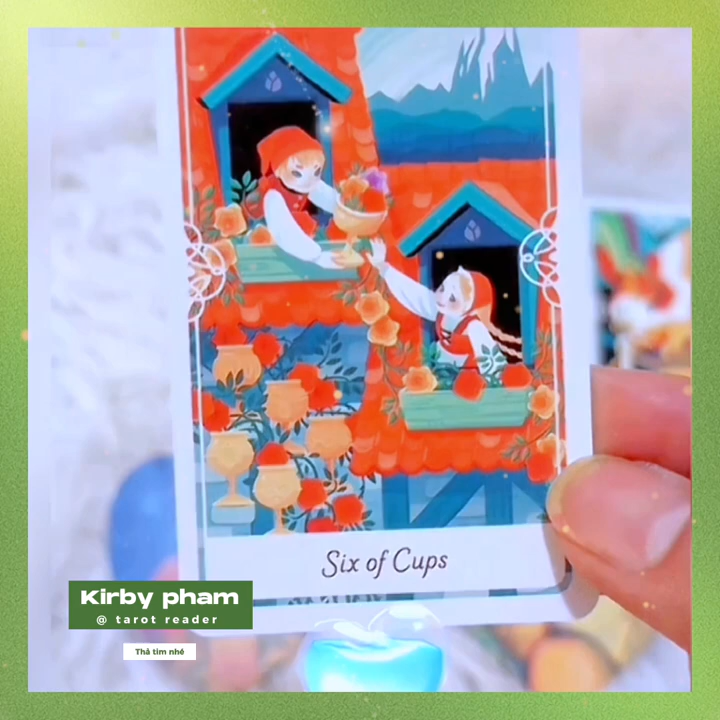 Six of Cups
Kirby pham
@ tarot reader
Thả tim nhé